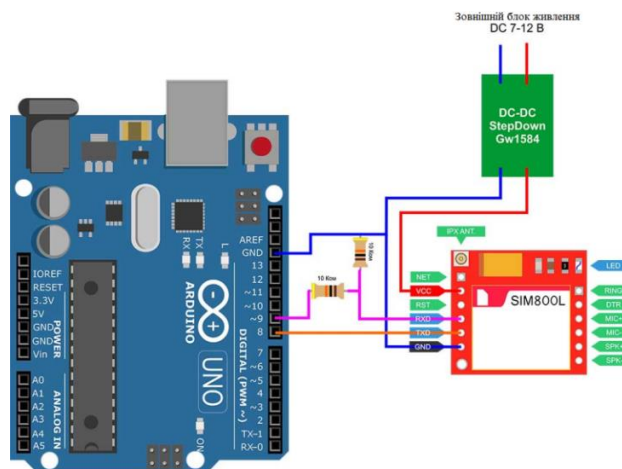 Зовнішній блок живлення
DC 7-12 В
DC-DC
StepDown
Gw1584
IPX ANT.
LED
NET
VCC
RST
RXD
TXD
GND
SIM800L
RING
DTR
MIC+
MIC-
SPK+
SPK-
10 Ком
10 Ком
RX
TX
L
ARDUINO
UNO
ON
AREF
GND
13
12
~11
~10
~9
8
7
~6
~5
4
~3
2
TX-1
RX-0
DIGITAL (PWM ~)
IOREF
RESET
3.3V
5V
GND
GND
Vin
POWER
A0
A1
A2
A3
A4
A5
ANALOG IN